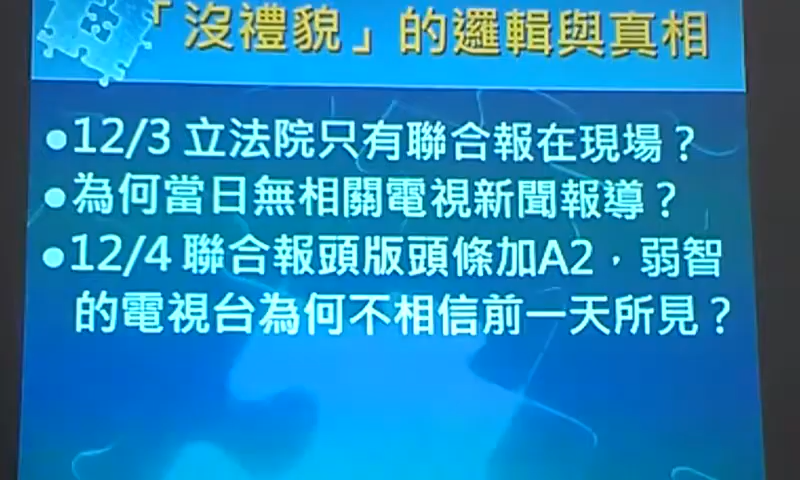 「沒禮貌」的邏輯與真相
●12/3 立法院只有聯合報在現場？
●為何當日無相關電視新聞報導？
●12/4 聯合報頭版頭條加A2，弱智
的電視台為何不相信前一天所見？